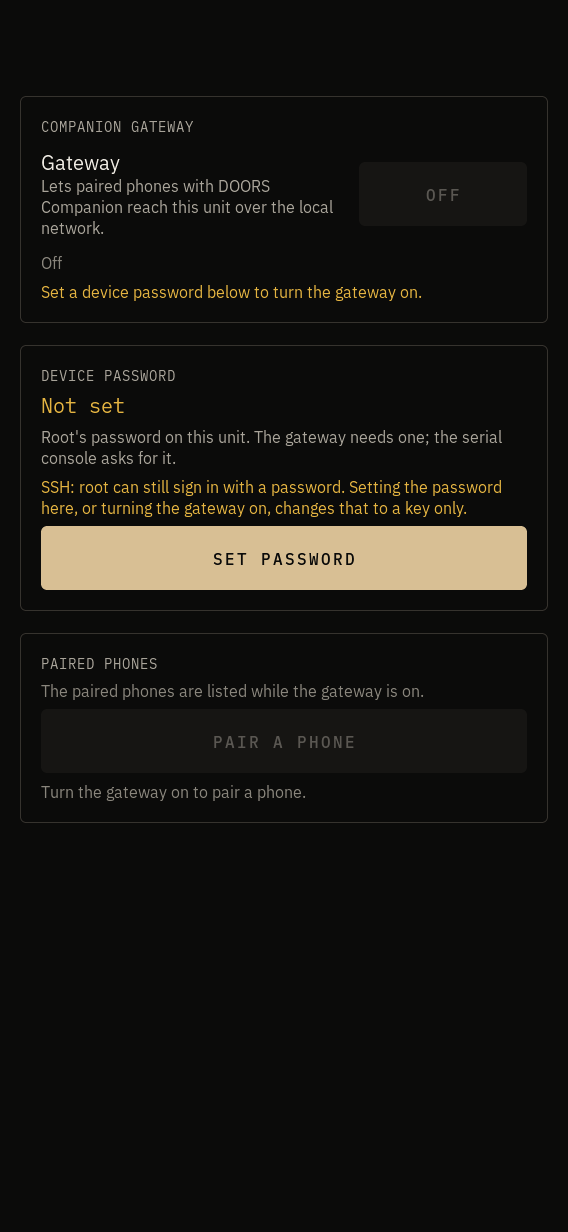 COMPANION GATEWAY
Gateway
Lets paired phones with DOORS
Companion reach this unit over the local
network.
OFF
Off
Set a device password below to turn the gateway on.
DEVICE PASSWORD
Not set
Root's password on this unit. The gateway needs one; the serial
console asks for it.
SSH: root can still sign in with a password. Setting the password
here, or turning the gateway on, changes that to a key only.
SET PASSWORD
PAIRED PHONES
The paired phones are listed while the gateway is on.
PAIR A PHONE
Turn the gateway on to pair a phone.